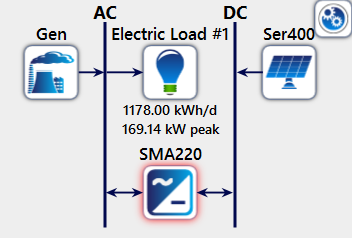 AC DC
Gen Electric Load #1 Ser400
1178.00 kWh/d
169.14 kW peak
SMA220